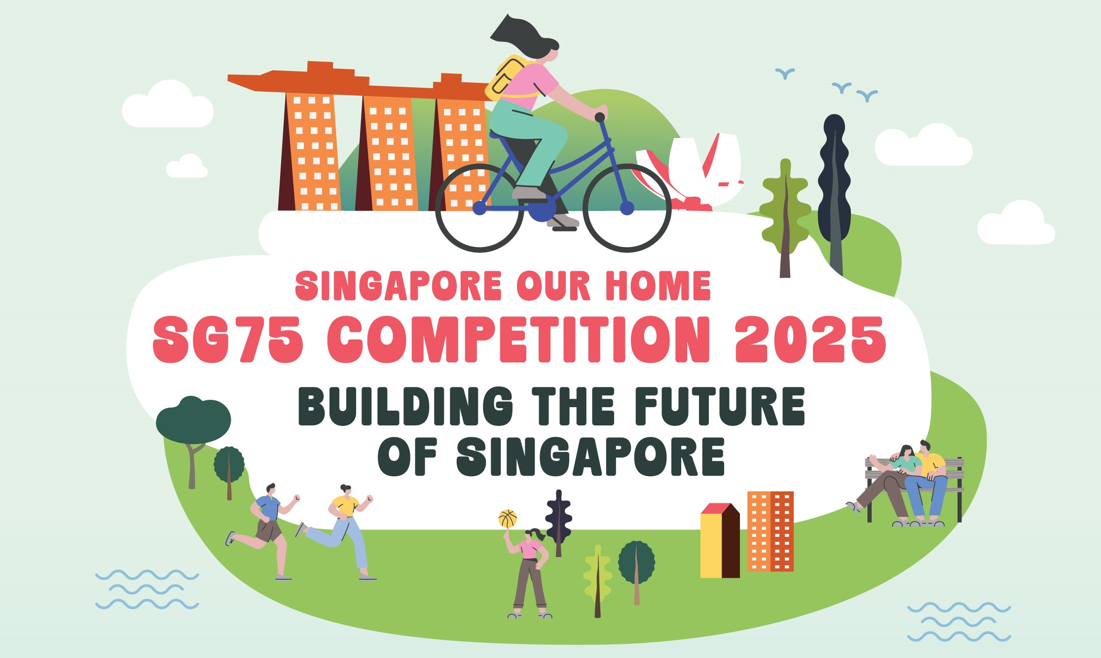 SINGAPORE OUR HOME
SG75 COMPETITION 2025
BUILDING THE FUTURE
OF SINGAPORE